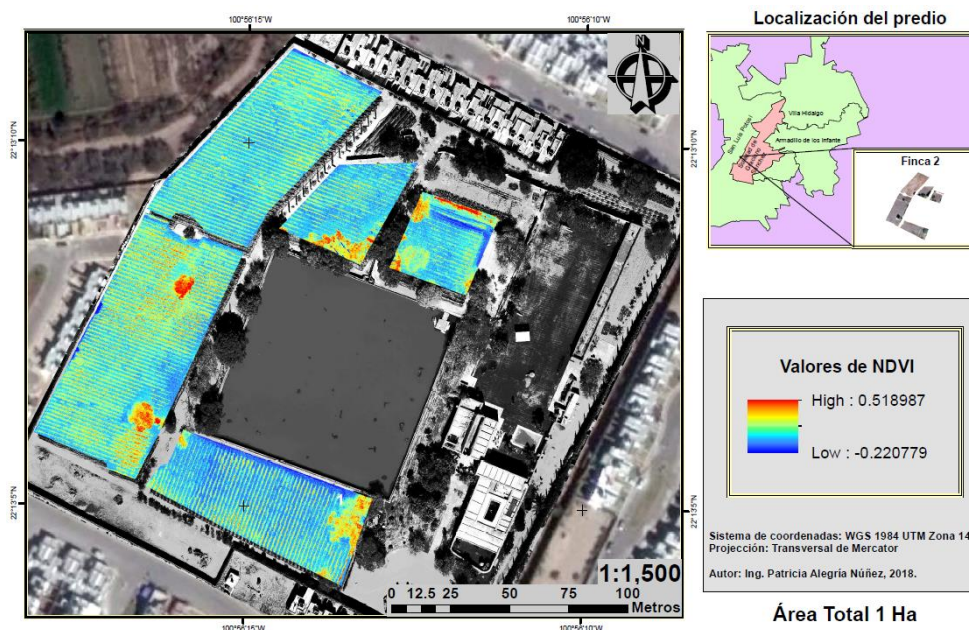 Localización del predio
100°56'15"W
100°56'10"W
N
22°13'10"N
22°13'10"N
Villa Hidalgo
San Luis Potosí
Armadillo de los Infante
Finca 2
Valores de NDVI
High : 0.518987
Low : -0.220779
22°13'5"N
22°13'5"N
Sistema de coordenadas: WGS 1984 UTM Zona 14
Projección: Transversal de Mercator
Autor: Ing. Patricia Alegría Núñez, 2018.
1:1,500
0 12.5 25 50 75 100
Metros
100°56'15"W
100°56'10"W
Área Total 1 Ha